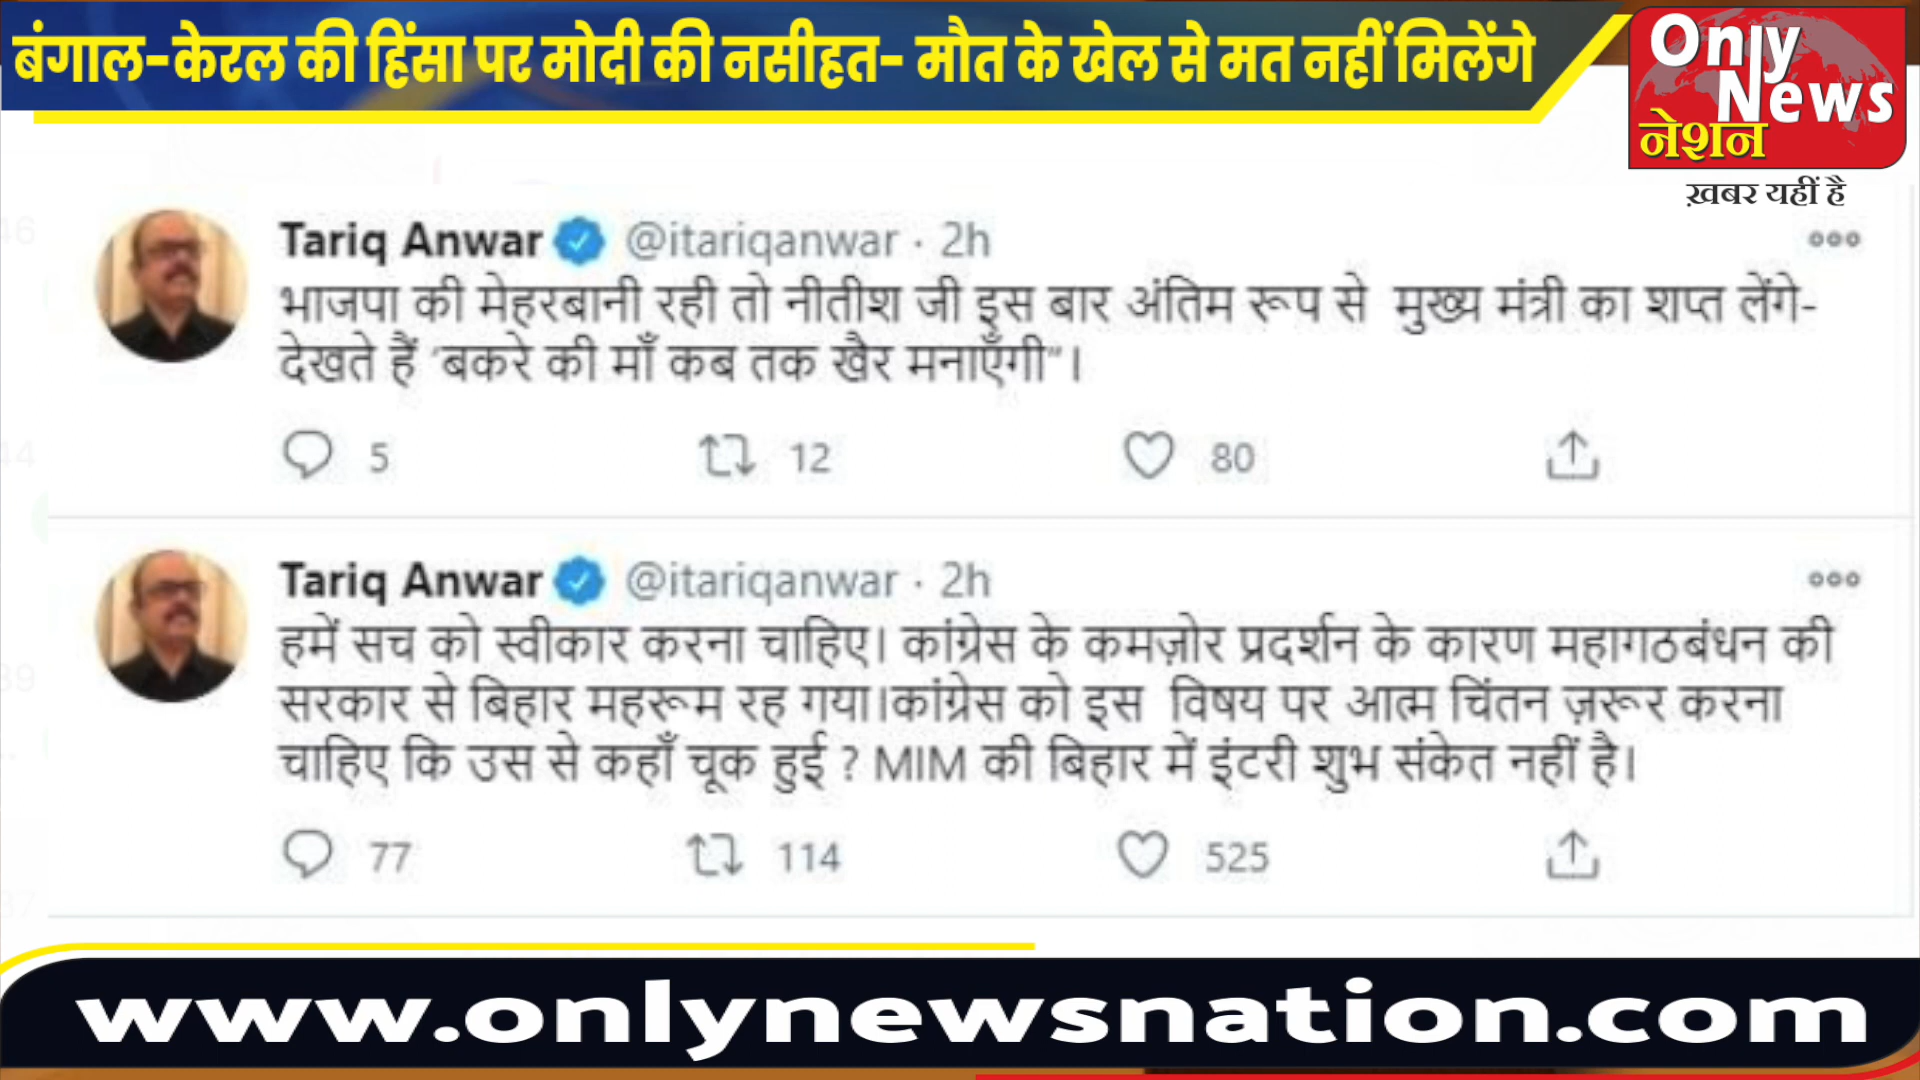 बंगाल-केरल की हिंसा पर मोदी की नसीहत- मौत के खेल से मत नहीं मिलेंगे
Only
News
नेशन
ख़बर यहीं है
Tariq Anwar @itariqanwar · 2h
भाजपा की मेहरबानी रही तो नीतीश जी इस बार अंतिम रूप से मुख्य मंत्री का शप्त लेंगे-
देखते हैं ‘बकरे की माँ कब तक खैर मनाएँगी”।
5 12 80
Tariq Anwar @itariqanwar · 2h
हमें सच को स्वीकार करना चाहिए। कांग्रेस के कमज़ोर प्रदर्शन के कारण महागठबंधन की
सरकार से बिहार महरूम रह गया।कांग्रेस को इस विषय पर आत्म चिंतन ज़रूर करना
चाहिए कि उस से कहाँ चूक हुई ? MIM की बिहार में इंटरी शुभ संकेत नहीं है।
77 114 525
www.onlynewsnation.com